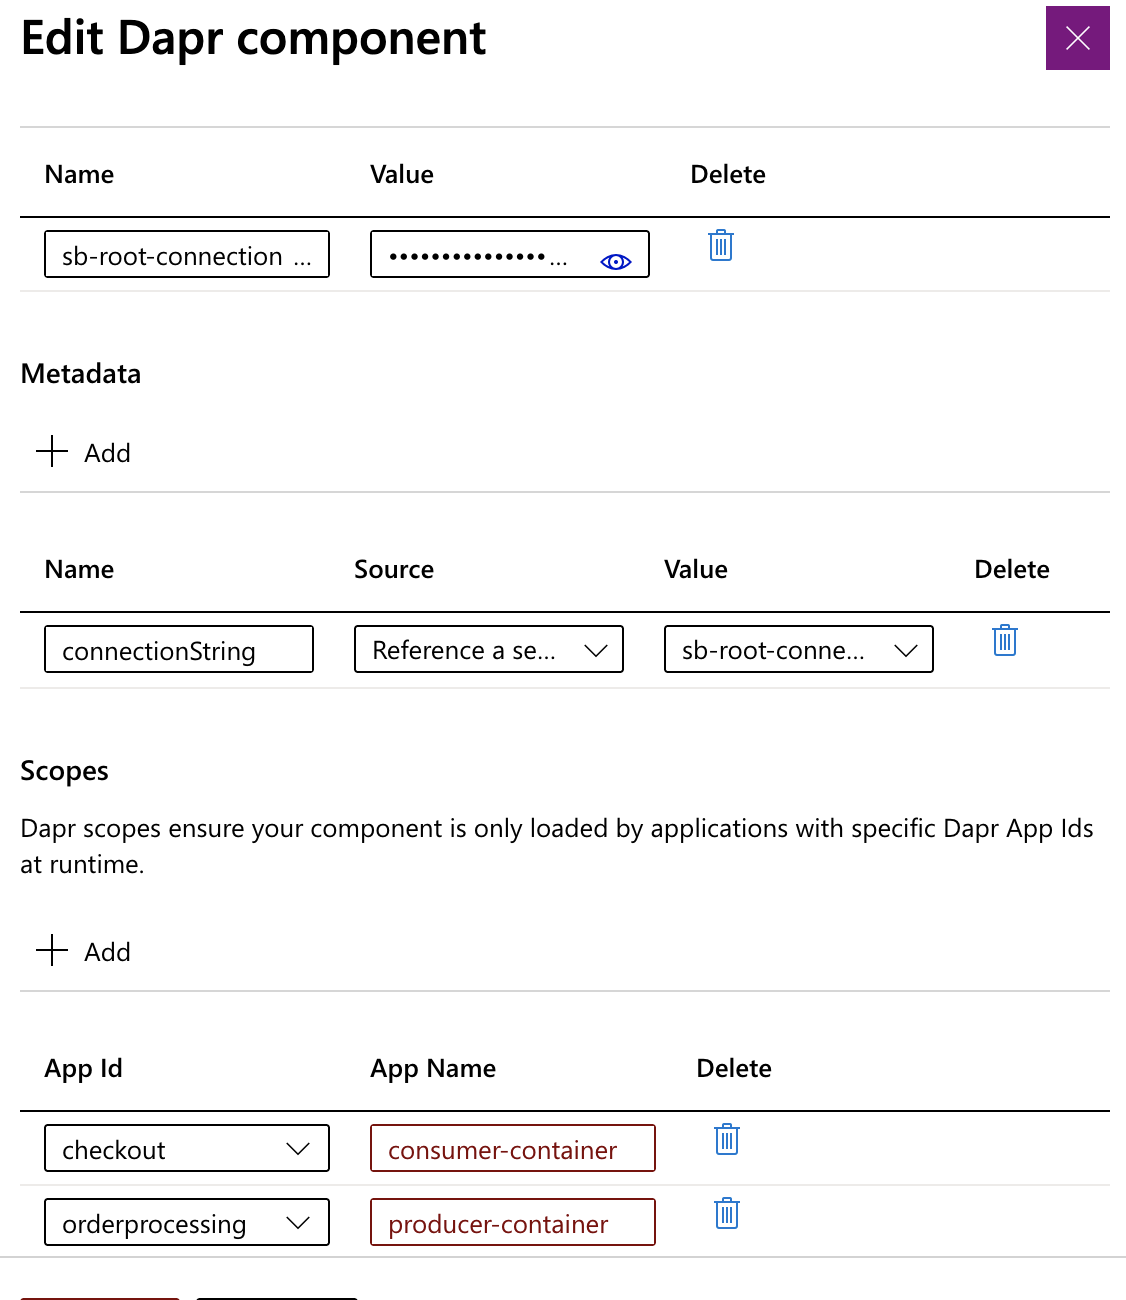 Edit Dapr component
Name Value Delete
sb-root-connection ... ••••••••••••••• ...
Metadata
Add
Name Source Value Delete
connectionString Reference a se... sb-root-conne...
Scopes
Dapr scopes ensure your component is only loaded by applications with specific Dapr App Ids
at runtime.
Add
App Id App Name Delete
checkout consumer-container
orderprocessing producer-container